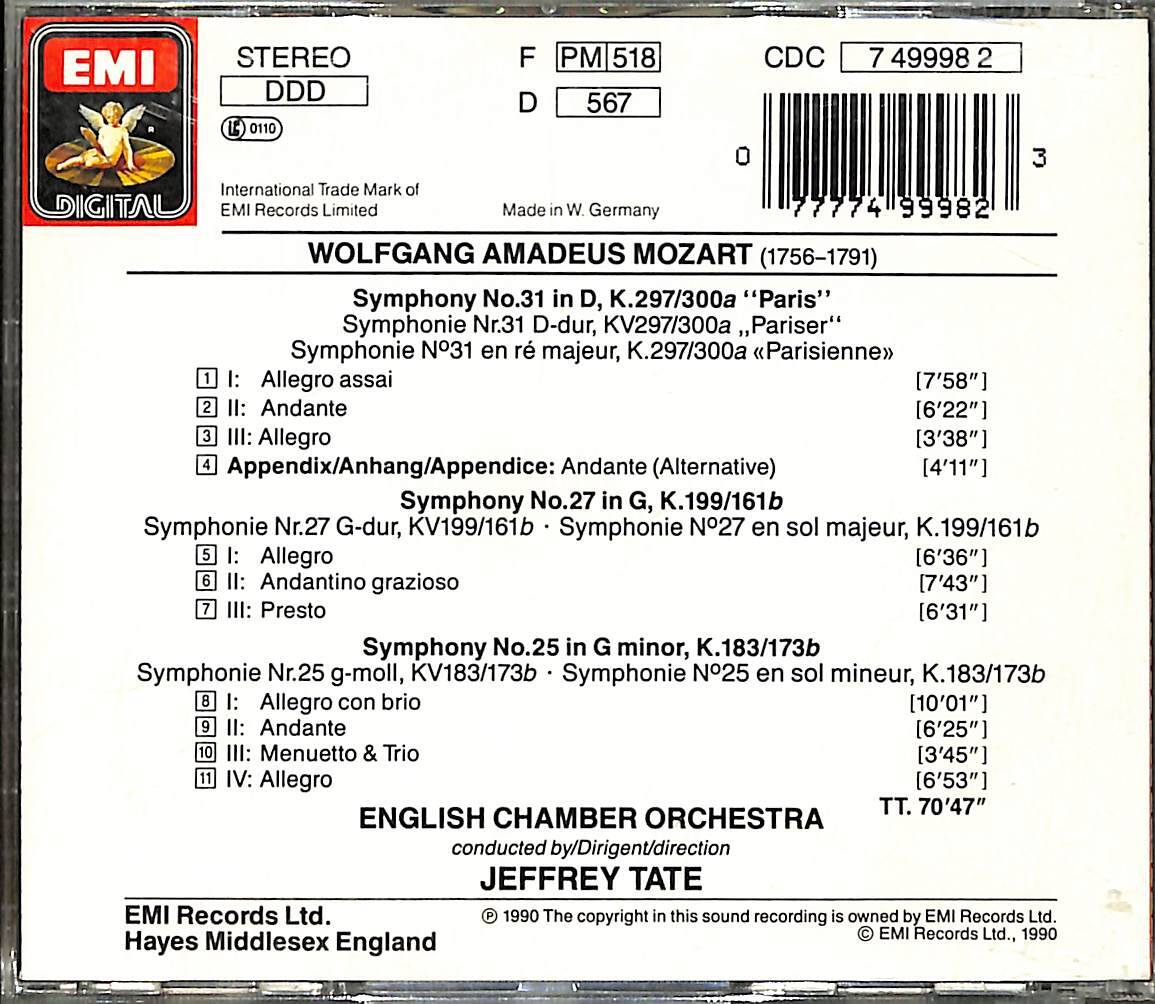 EMI
DIGITAL
STEREO
DDD
LC 0110
F PM 518
D 567
CDC 7 49998 2
0 77774 99982 3
International Trade Mark of
EMI Records Limited
Made in W. Germany
WOLFGANG AMADEUS MOZART (1756–1791)
Symphony No.31 in D, K.297/300a ‘‘Paris’’
Symphonie Nr.31 D-dur, KV297/300a „Pariser“
Symphonie Nº31 en ré majeur, K.297/300a «Parisienne»
1 I: Allegro assai [7′58″]
2 II: Andante [6′22″]
3 III: Allegro [3′38″]
4 Appendix/Anhang/Appendice: Andante (Alternative) [4′11″]
Symphony No.27 in G, K.199/161b
Symphonie Nr.27 G-dur, KV199/161b · Symphonie Nº27 en sol majeur, K.199/161b
5 I: Allegro [6′36″]
6 II: Andantino grazioso [7′43″]
7 III: Presto [6′31″]
Symphony No.25 in G minor, K.183/173b
Symphonie Nr.25 g-moll, KV183/173b · Symphonie Nº25 en sol mineur, K.183/173b
8 I: Allegro con brio [10′01″]
9 II: Andante [6′25″]
10 III: Menuetto & Trio [3′45″]
11 IV: Allegro [6′53″]
TT. 70′47″
ENGLISH CHAMBER ORCHESTRA
conducted by/Dirigent/direction
JEFFREY TATE
EMI Records Ltd.
Hayes Middlesex England
℗ 1990 The copyright in this sound recording is owned by EMI Records Ltd.
© EMI Records Ltd., 1990